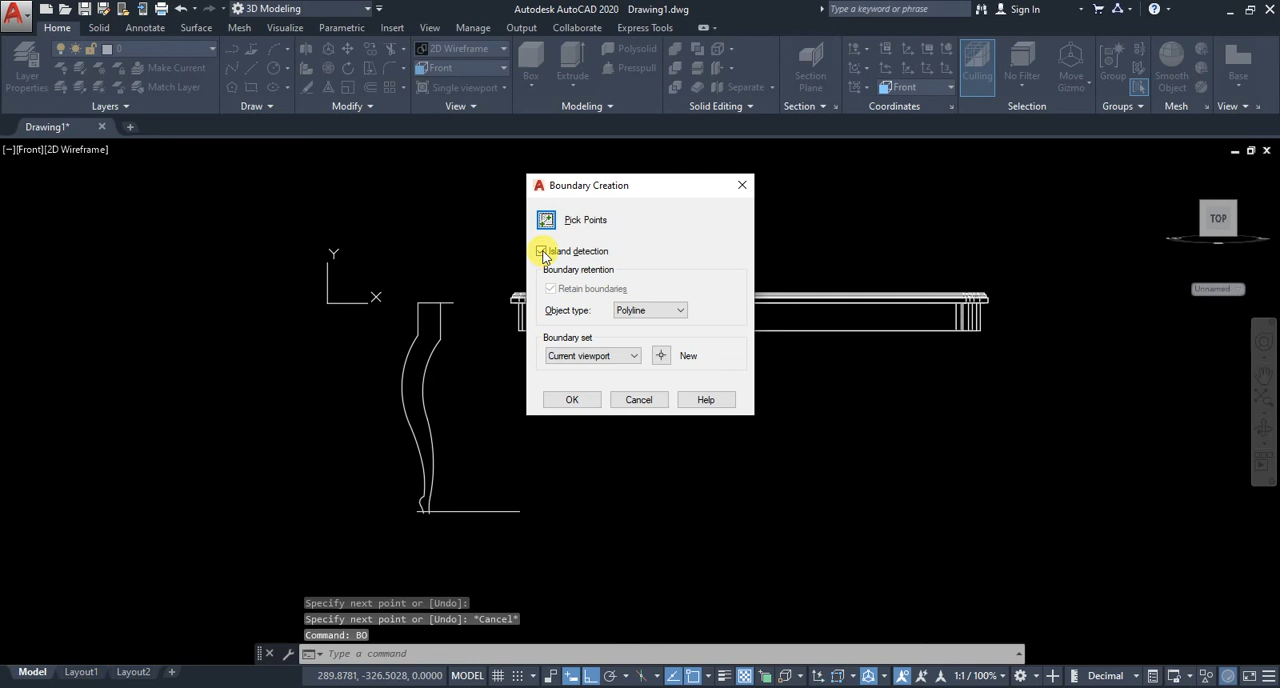 3D Modeling
Autodesk AutoCAD 2020 Drawing1.dwg
Type a keyword or phrase
Sign In
Home Solid Annotate Surface Mesh Visualize Parametric Insert View Manage Output Collaborate Express Tools
0
2D Wireframe
Polysolid
Layer Properties
Make Current
Front
Box
Extrude
Presspull
Section Plane
Culling
No Filter
Move Gizmo
Group
Smooth Object
Base
Match Layer
Single viewport
Separate
Front
Layers
Draw
Modify
View
Modeling
Solid Editing
Section
Coordinates
Selection
Groups
Mesh
View
Drawing1*
[−][Front][2D Wireframe]
Boundary Creation
Pick Points
Island detection
Boundary retention
Retain boundaries
Object type: Polyline
Boundary set
Current viewport New
OK Cancel Help
TOP
Unnamed
Y
X
Specify next point or [Undo]:
Specify next point or [Undo]: *Cancel*
Command: BO
Type a command
Model Layout1 Layout2
289.8781, -326.5028, 0.0000 MODEL
1:1 / 100%
Decimal